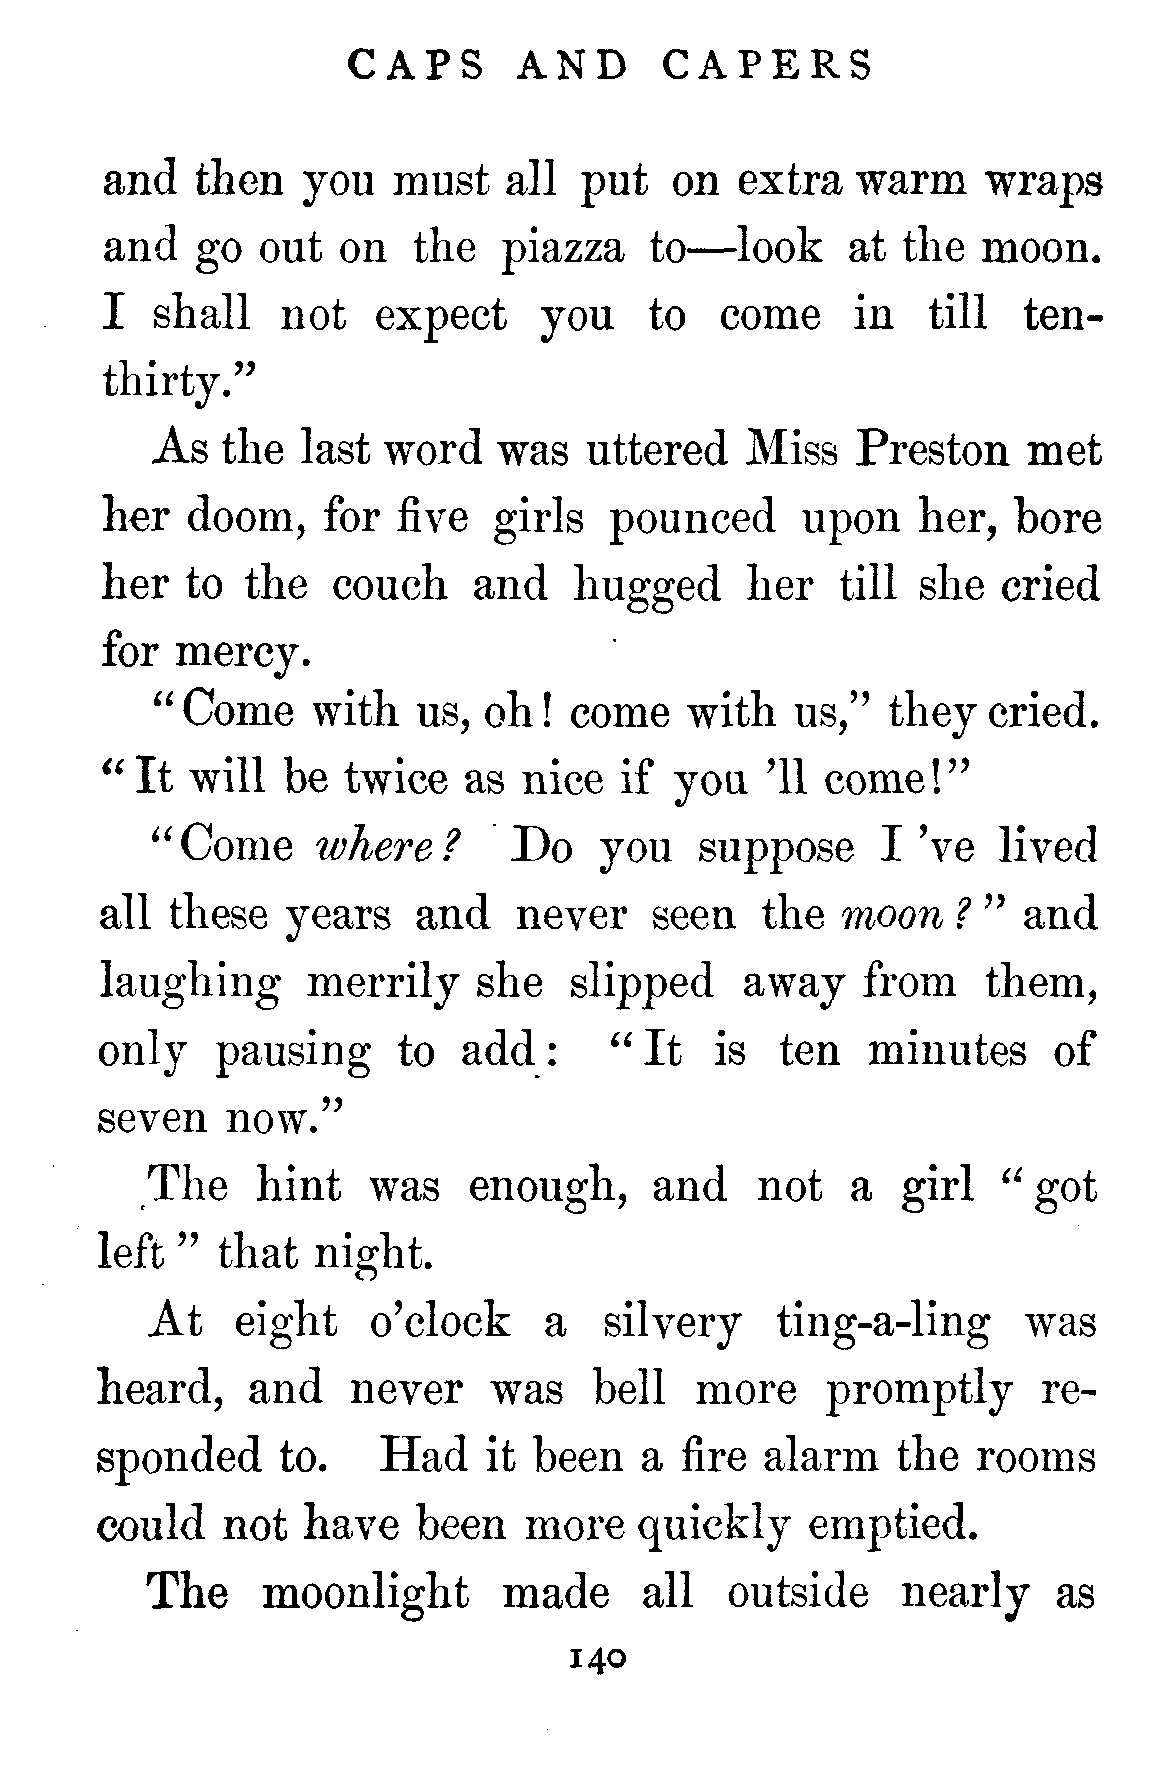 CAPS AND CAPERS
and then you must all put on extra warm wraps
and go out on the piazza to—look at the moon.
I shall not expect you to come in till ten-
thirty.”
As the last word was uttered Miss Preston met
her doom, for five girls pounced upon her, bore
her to the couch and hugged her till she cried
for mercy.
“Come with us, oh! come with us,” they cried.
“It will be twice as nice if you ’ll come!”
“Come where? Do you suppose I ’ve lived
all these years and never seen the moon?” and
laughing merrily she slipped away from them,
only pausing to add: “It is ten minutes of
seven now.”
The hint was enough, and not a girl “got
left” that night.
At eight o’clock a silvery ting-a-ling was
heard, and never was bell more promptly re-
sponded to. Had it been a fire alarm the rooms
could not have been more quickly emptied.
The moonlight made all outside nearly as
140